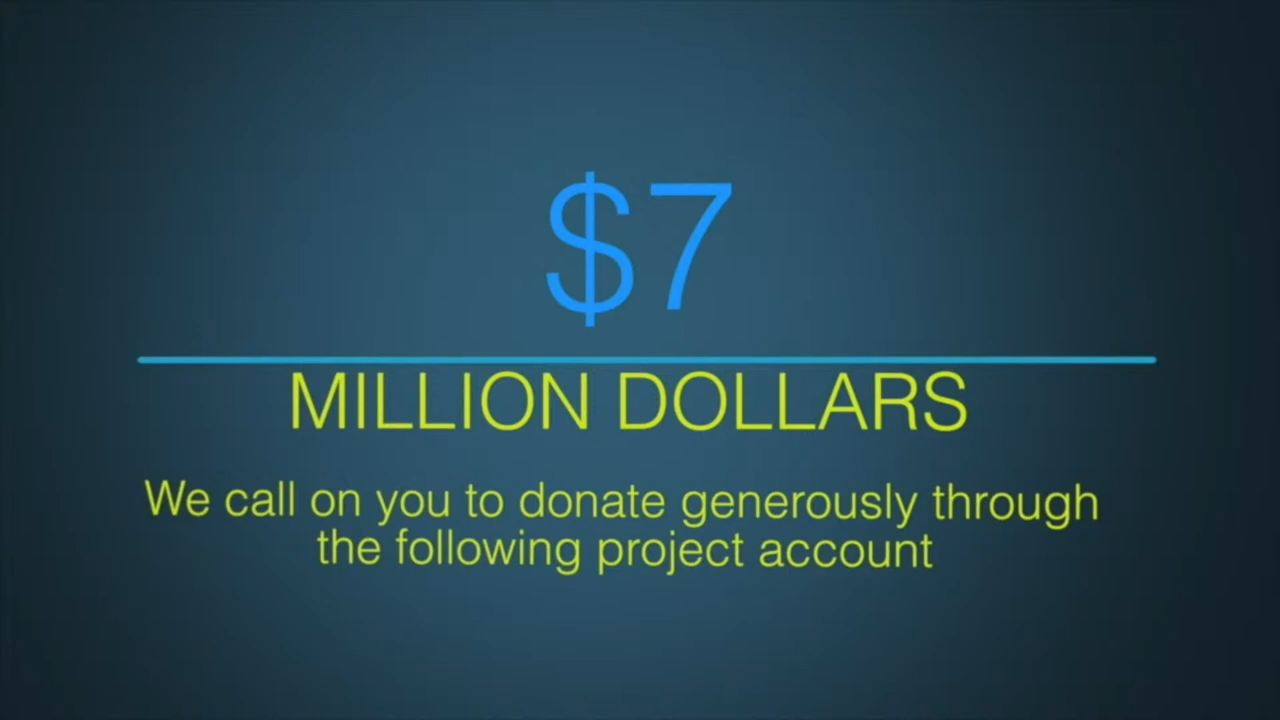 $7
MILLION DOLLARS
We call on you to donate generously through
the following project account